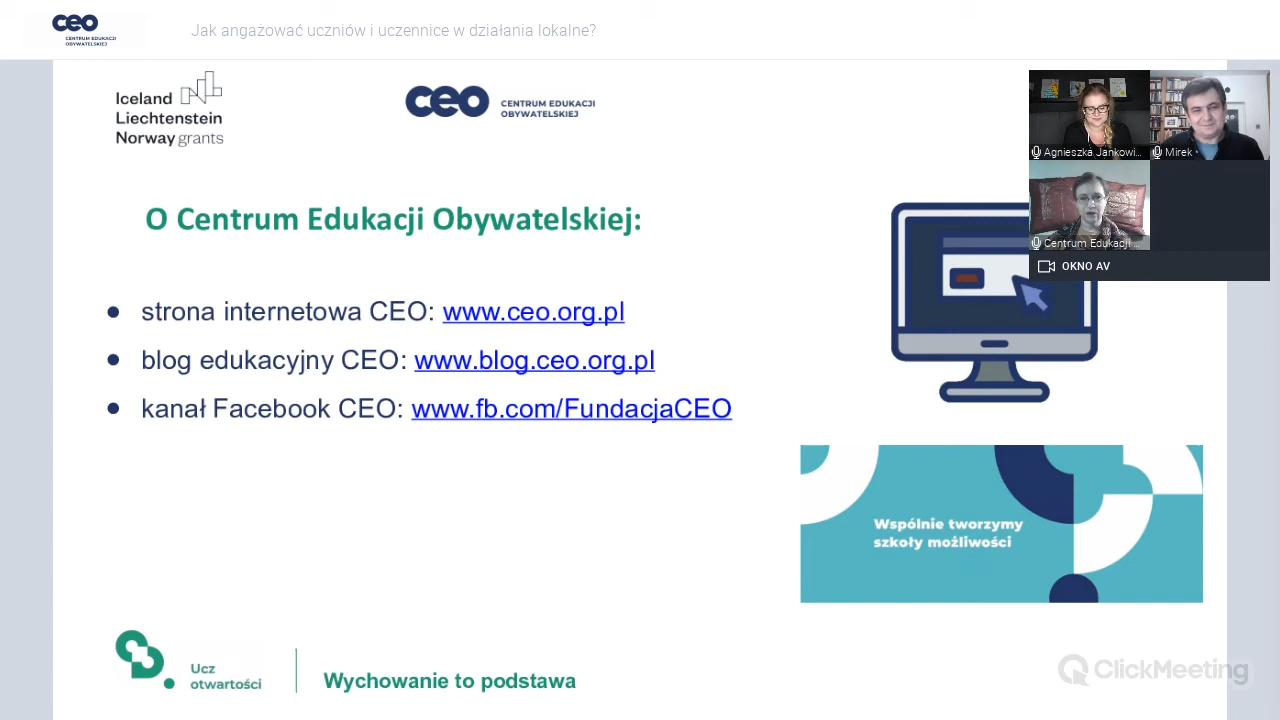 ceo
CENTRUM EDUKACJI
OBYWATELSKIEJ
Jak angażować uczniów i uczennice w działania lokalne?
Iceland
Liechtenstein
Norway grants
ceo
CENTRUM EDUKACJI
OBYWATELSKIEJ
Agnieszka Jankowi...
Mirek
Centrum Edukacji ...
OKNO AV
O Centrum Edukacji Obywatelskiej:
strona internetowa CEO: www.ceo.org.pl
blog edukacyjny CEO: www.blog.ceo.org.pl
kanał Facebook CEO: www.fb.com/FundacjaCEO
Wspólnie tworzymy
szkoły możliwości
Ucz
otwartości
Wychowanie to podstawa
ClickMeeting